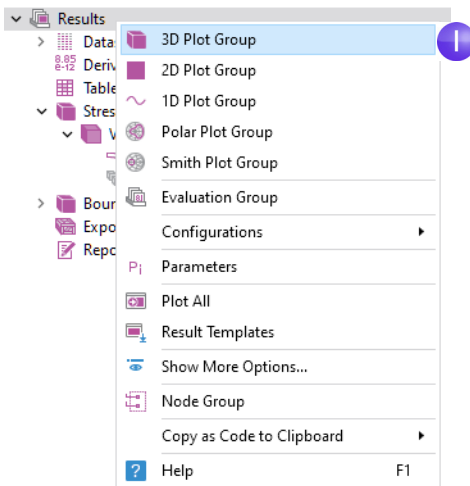 Results
Data
3D Plot Group
1
8.85
e-12
Deriv
2D Plot Group
Table
1D Plot Group
Stres
Polar Plot Group
V
Smith Plot Group
Evaluation Group
Boun
Configurations
Expo
Parameters
Repo
Pi
Plot All
Result Templates
Show More Options...
Node Group
Copy as Code to Clipboard
? Help F1